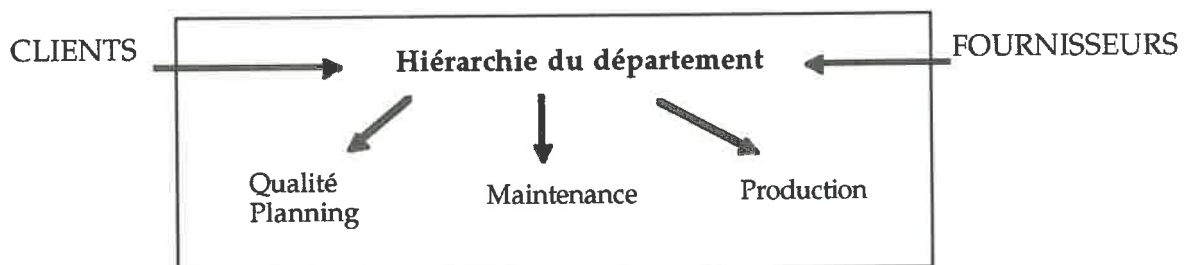 CLIENTS
FOURNISSEURS
Hiérarchie du département
Qualité
Planning
Maintenance
Production